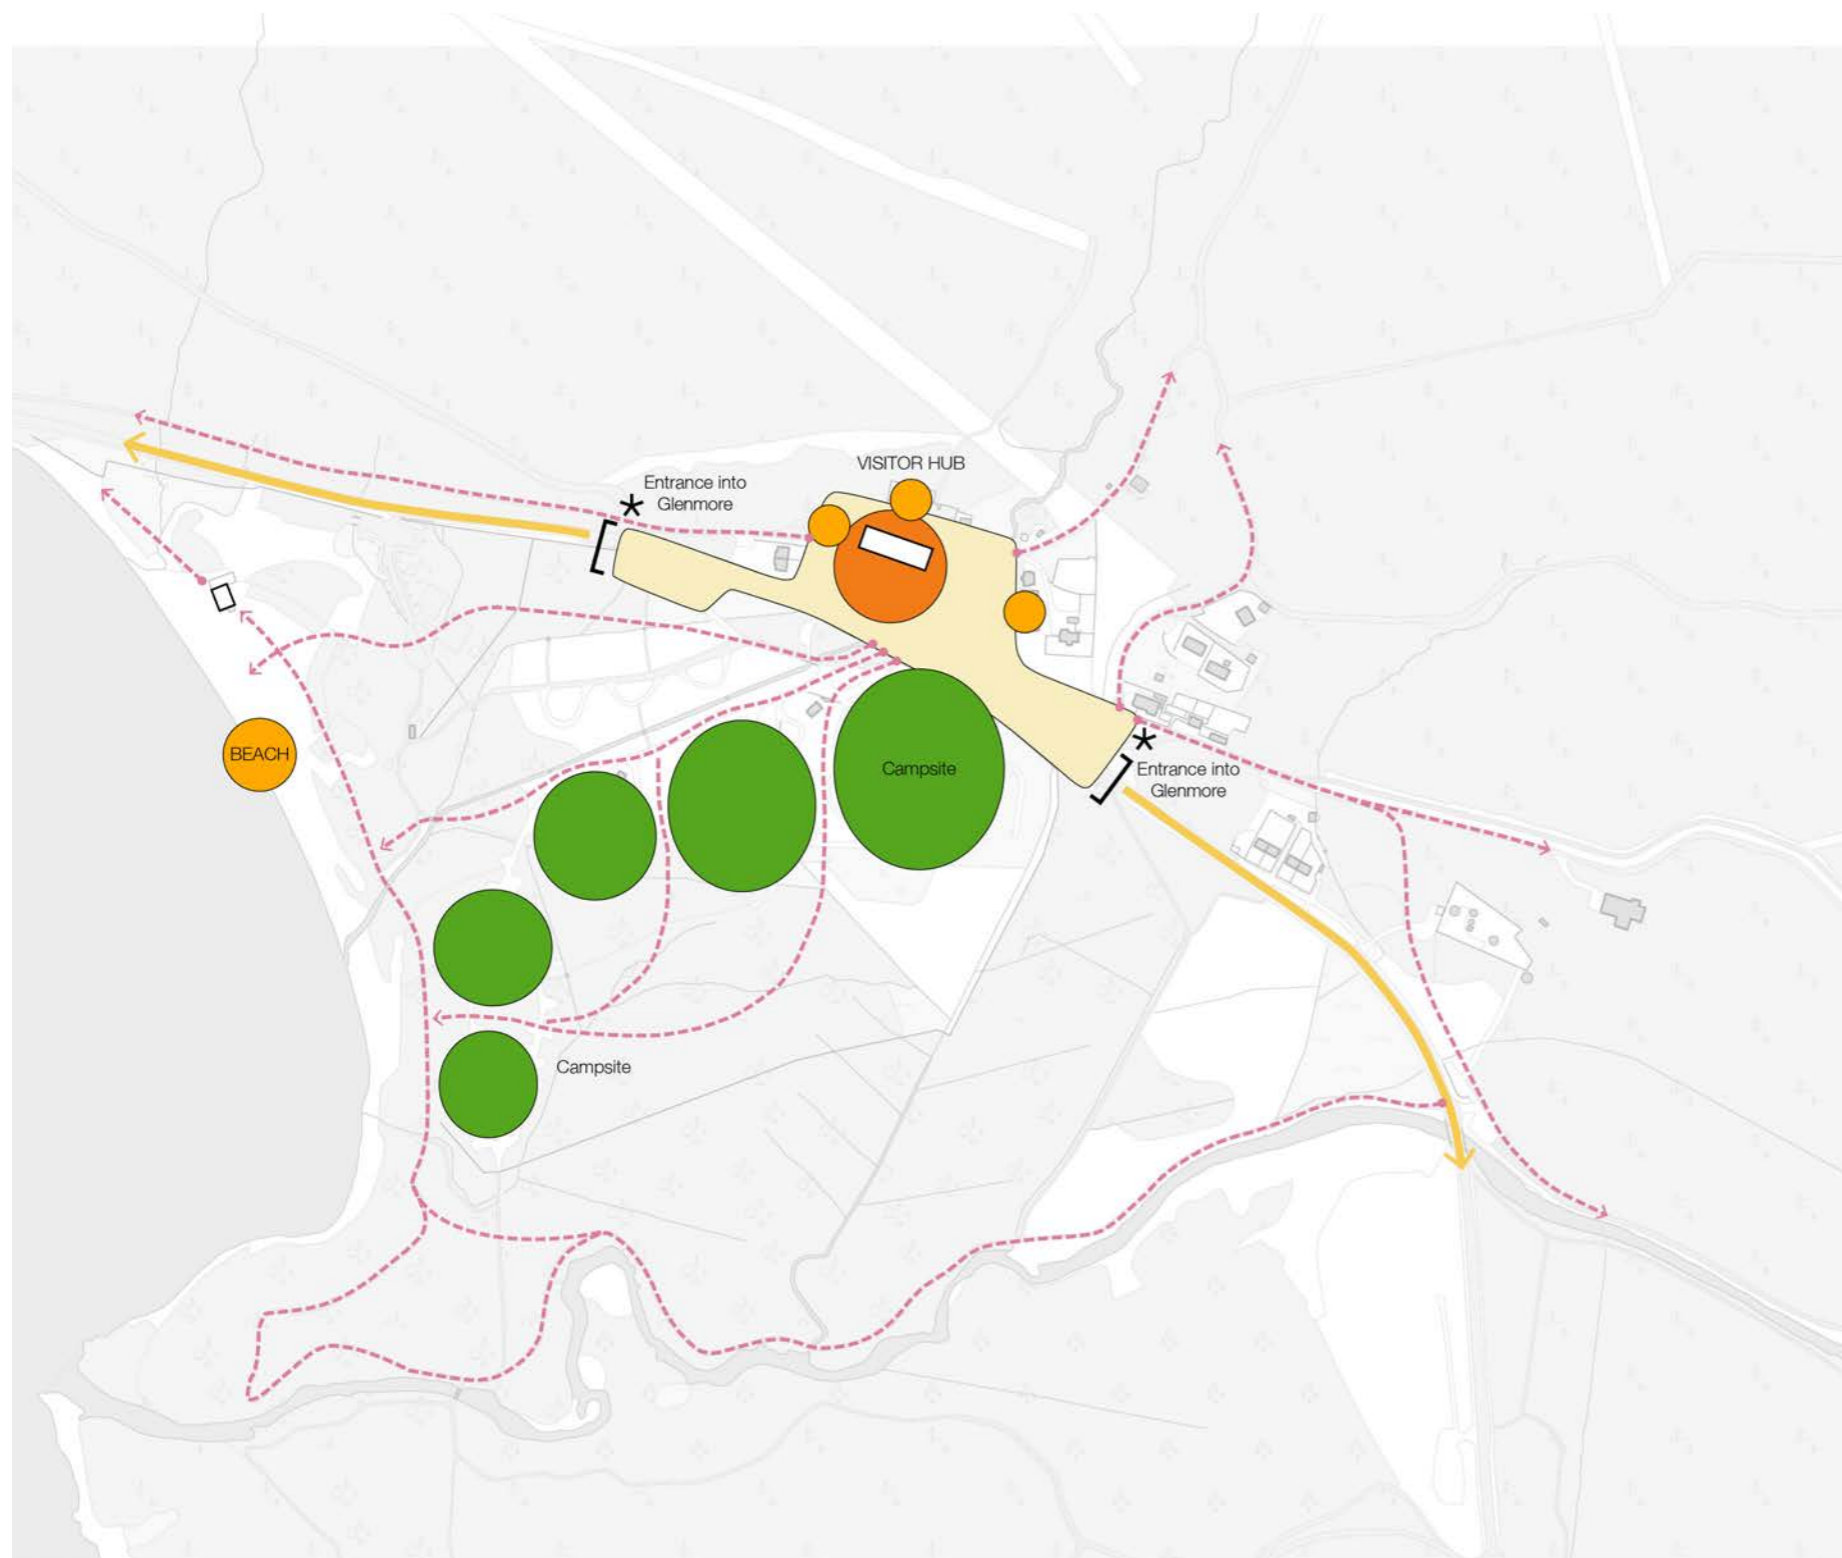 VISITOR HUB
Entrance into
Glenmore
BEACH
Campsite
Entrance into
Glenmore
Campsite